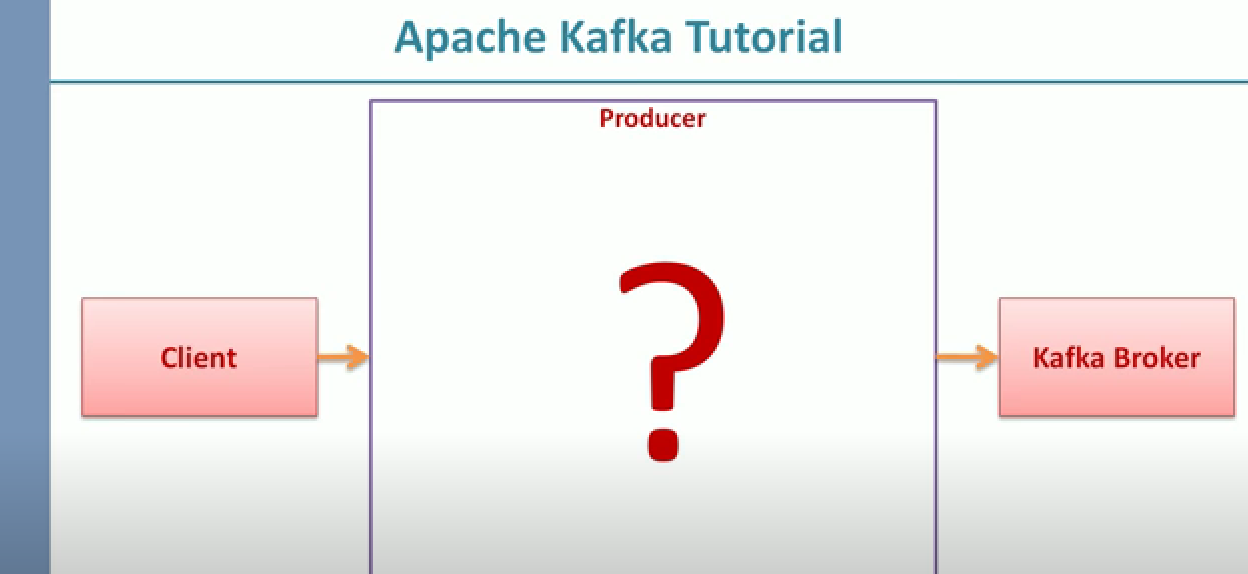 Apache Kafka Tutorial
Producer
?
Client
Kafka Broker